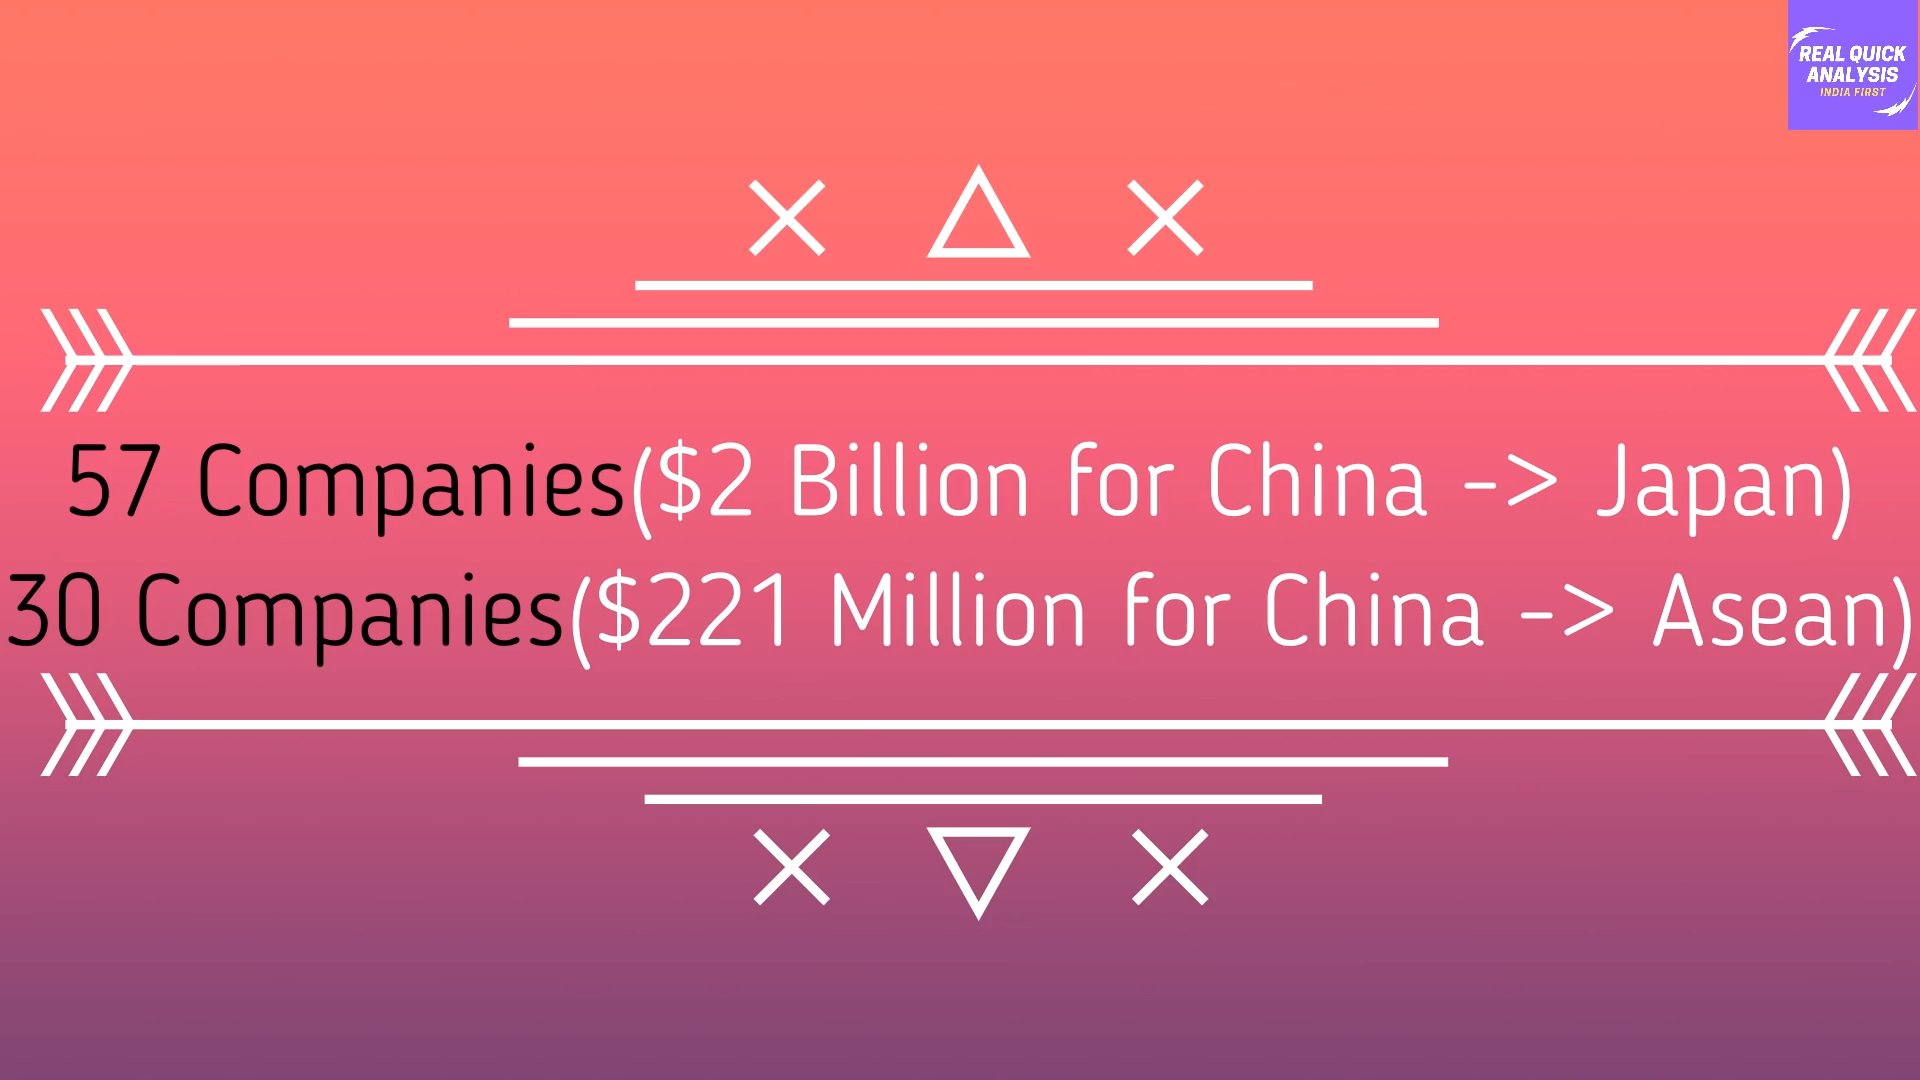 REAL QUICK
ANALYSIS
INDIA FIRST
57 Companies($2 Billion for China -> Japan)
30 Companies($221 Million for China -> Asean)